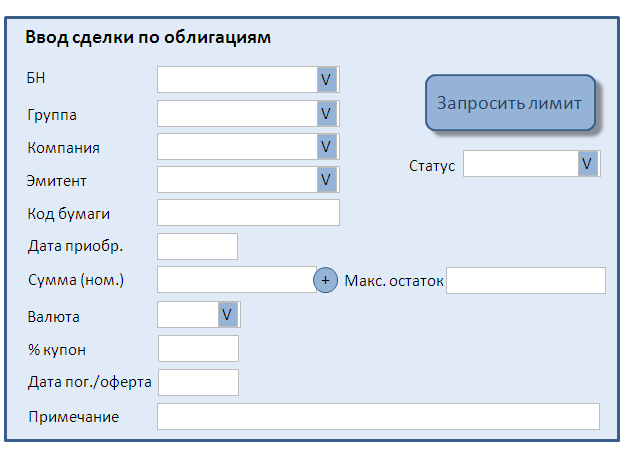 Ввод сделки по облигациям
БН V
Группа V
Запросить лимит
Компания V
Эмитент V
Статус V
Код бумаги
Дата приобр.
Сумма (ном.) + Макс. остаток
Валюта V
% купон
Дата пог./оферта
Примечание